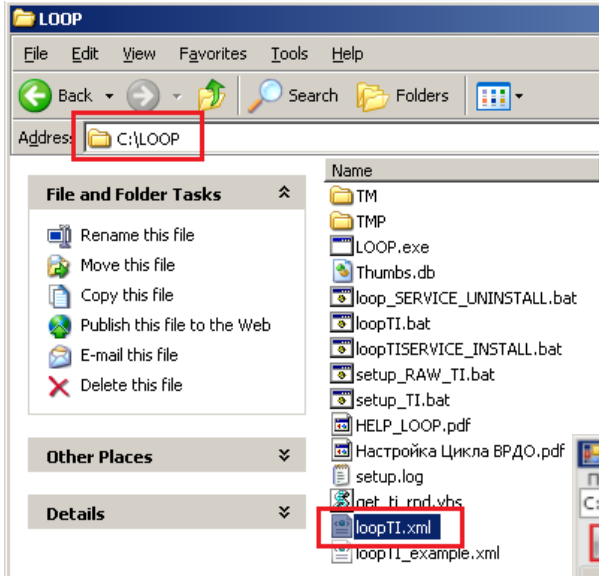 LOOP
File Edit View Favorites Tools Help
Back Search Folders
Address C:\LOOP
Name
File and Folder Tasks
Rename this file
Move this file
Copy this file
Publish this file to the Web
E-mail this file
Delete this file
Other Places
Details
TM
TMP
LOOP.exe
Thumbs.db
loop_SERVICE_UNINSTALL.bat
loopTI.bat
loopTISERVICE_INSTALL.bat
setup_RAW_TI.bat
setup_TI.bat
HELP_LOOP.pdf
Настройка Цикла ВРДО.pdf
setup.log
get_ti_rnd.vbs
loopTI.xml
loopTI_example.xml